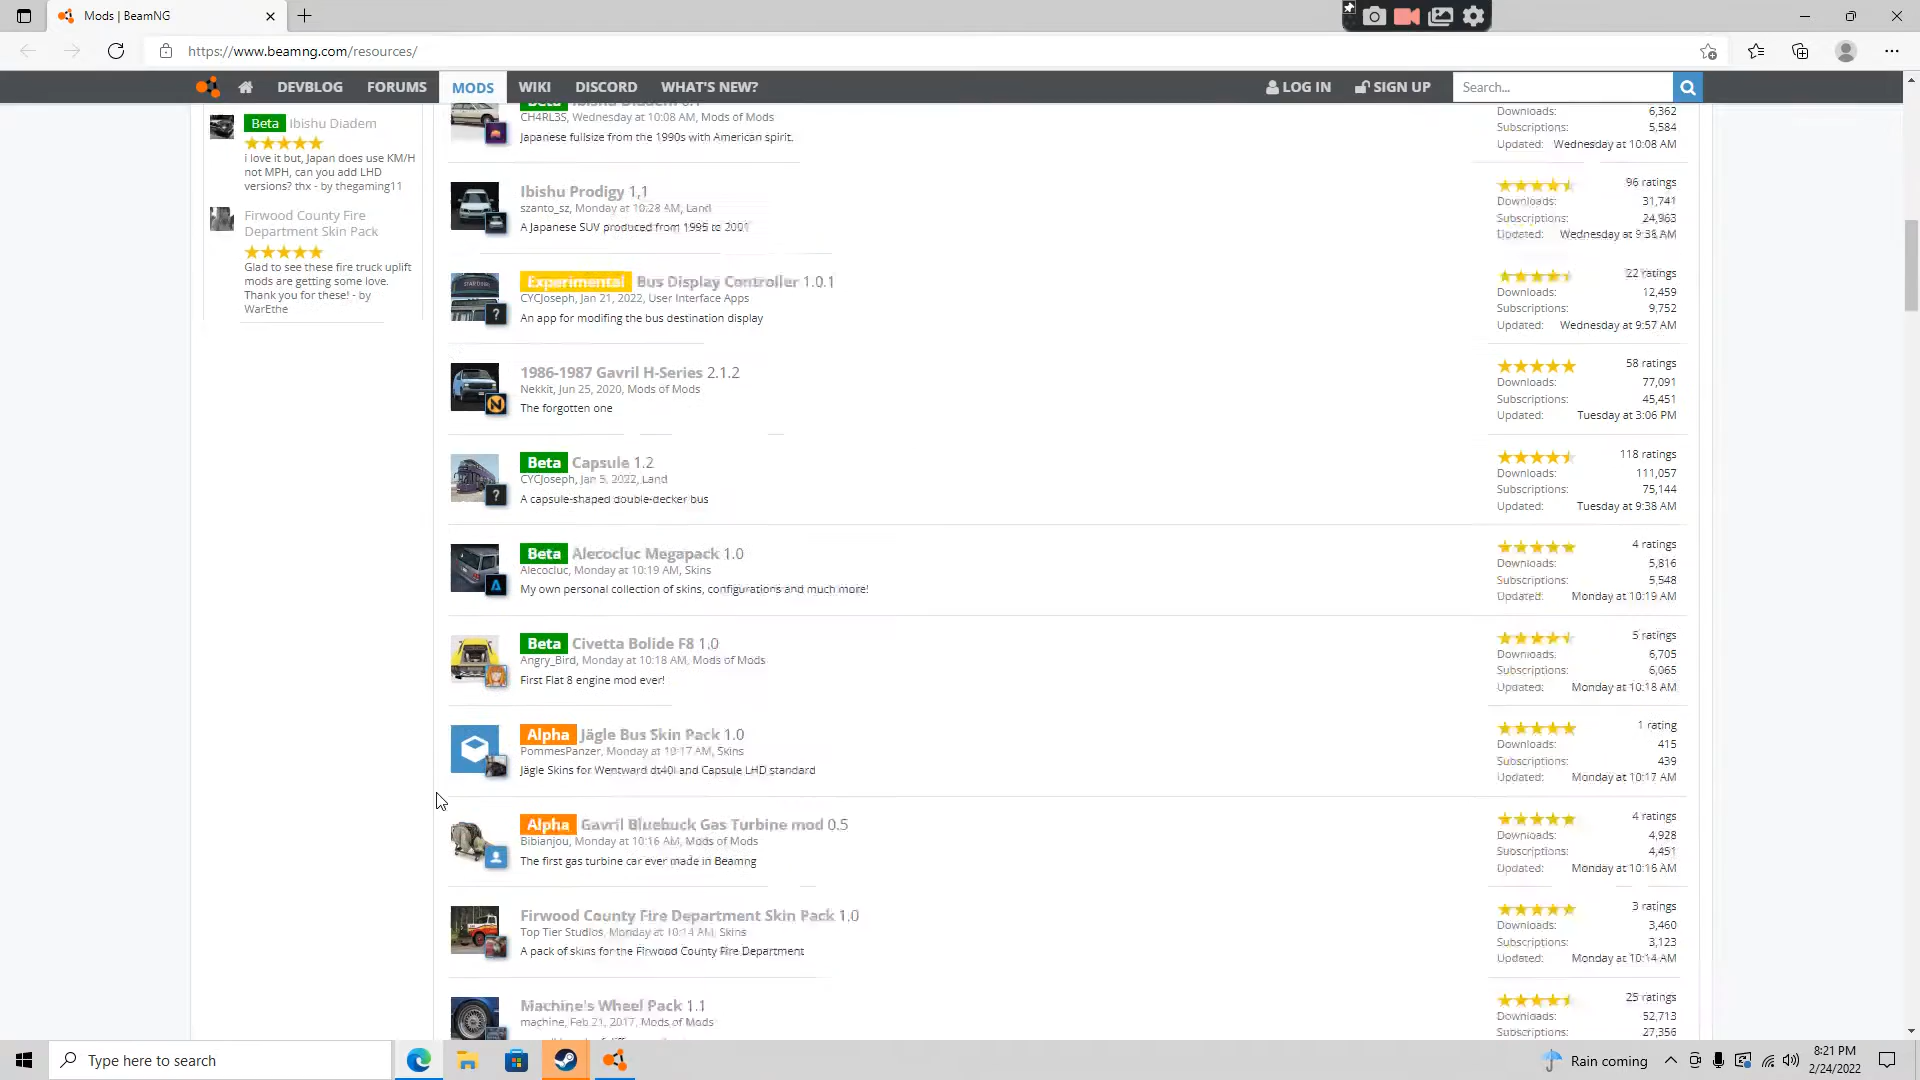 Mods | BeamNG
https://www.beamng.com/resources/
DEVBLOG FORUMS MODS WIKI DISCORD WHAT'S NEW? LOG IN SIGN UP Search...
Beta Ibishu Diadem
i love it but, Japan does use KM/H
not MPH, can you add LHD
versions? thx - by thegaming11
Firwood County Fire
Department Skin Pack
Glad to see these fire truck uplift
mods are getting some love.
Thank you for these! - by
WarEthe
CH4RL3S, Wednesday at 10:08 AM, Mods of Mods
Japanese fullsize from the 1990s with American spirit.
Downloads: 6,362
Subscriptions: 5,584
Updated: Wednesday at 10:08 AM
Ibishu Prodigy 1.1
szanto_sz, Monday at 10:28 AM, Land
A Japanese SUV produced from 1995 to 2001
96 ratings
Downloads: 31,741
Subscriptions: 24,963
Updated: Wednesday at 9:36 AM
Experimental Bus Display Controller 1.0.1
CYCJoseph, Jan 21, 2022, User Interface Apps
An app for modifing the bus destination display
22 ratings
Downloads: 12,459
Subscriptions: 9,752
Updated: Wednesday at 9:57 AM
1986-1987 Gavril H-Series 2.1.2
Nekkit, Jun 25, 2020, Mods of Mods
The forgotten one
58 ratings
Downloads: 77,091
Subscriptions: 45,451
Updated: Tuesday at 3:06 PM
Beta Capsule 1.2
CYCJoseph, Jan 5, 2022, Land
A capsule-shaped double-decker bus
118 ratings
Downloads: 111,057
Subscriptions: 75,144
Updated: Tuesday at 9:38 AM
Beta Alecocluc Megapack 1.0
Alecocluc, Monday at 10:19 AM, Skins
My own personal collection of skins, configurations and much more!
4 ratings
Downloads: 5,816
Subscriptions: 5,548
Updated: Monday at 10:19 AM
Beta Civetta Bolide F8 1.0
Angry_Bird, Monday at 10:18 AM, Mods of Mods
First Flat 8 engine mod ever!
5 ratings
Downloads: 6,705
Subscriptions: 6,065
Updated: Monday at 10:18 AM
Alpha Jägle Bus Skin Pack 1.0
PommesPanzer, Monday at 10:17 AM, Skins
Jägle Skins for Wentward dt40l and Capsule LHD standard
1 rating
Downloads: 415
Subscriptions: 439
Updated: Monday at 10:17 AM
Alpha Gavril Bluebuck Gas Turbine mod 0.5
Bibianjou, Monday at 10:16 AM, Mods of Mods
The first gas turbine car ever made in Beamng
4 ratings
Downloads: 4,928
Subscriptions: 4,451
Updated: Monday at 10:16 AM
Firwood County Fire Department Skin Pack 1.0
Top Tier Studios, Monday at 10:14 AM, Skins
A pack of skins for the Firwood County Fire Department
3 ratings
Downloads: 3,460
Subscriptions: 3,123
Updated: Monday at 10:14 AM
Machine's Wheel Pack 1.1
machine, Feb 21, 2017, Mods of Mods
25 ratings
Downloads: 52,713
Subscriptions: 27,356
Type here to search
Rain coming
8:21 PM
2/24/2022